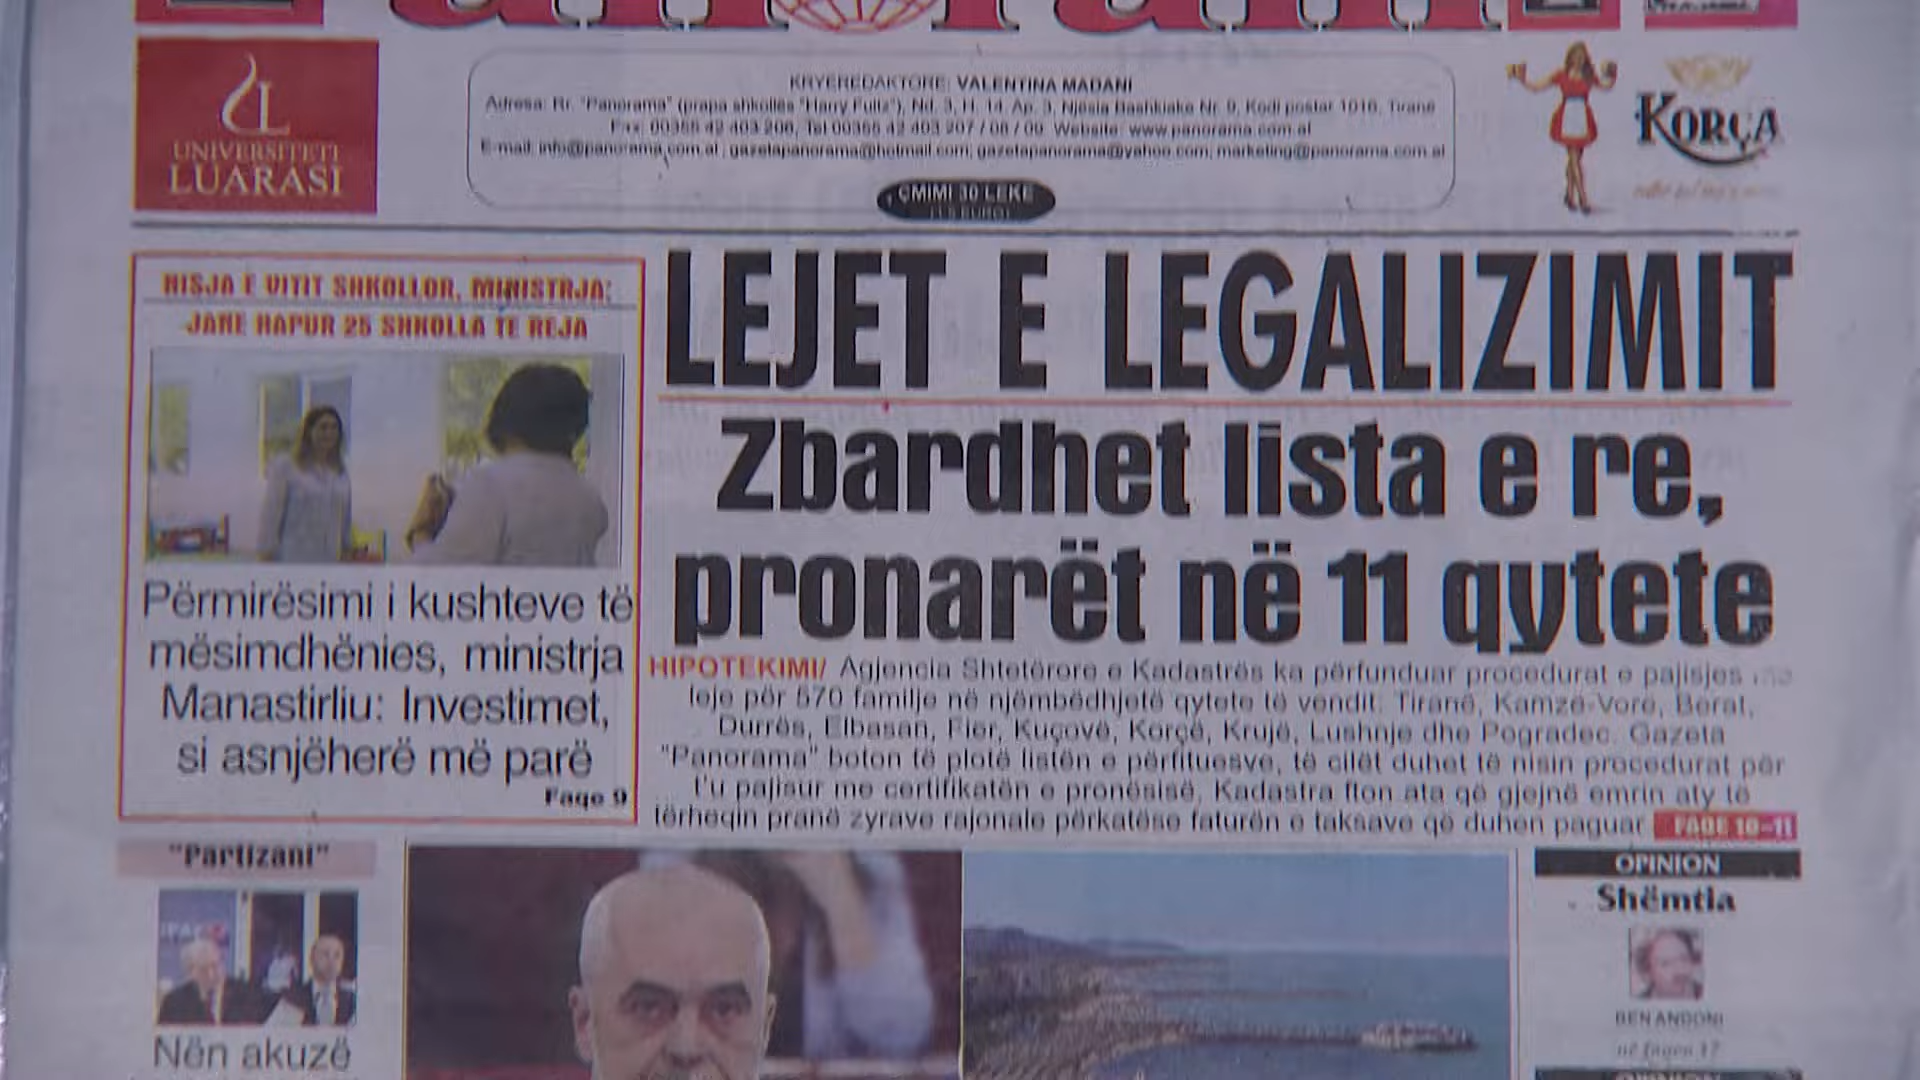 UNIVERSITETI
LUARASI
KRYEREDAKTORE: VALENTINA MADANI
Adresa: Rr. "Panorama" (prapa shkollës "Harry Fultz"), Nd. 3, H. 14, Ap. 3, Njësia Bashkiake Nr. 9, Kodi postar 1016, Tiranë
Fax: 00355 42 403 206, Tel 00355 42 403 207 / 08 / 09. Website: www.panorama.com.al
E-mail: info@panorama.com.al; gazetapanorama@hotmail.com; gazetapanorama@yahoo.com; marketing@panorama.com.al
ÇMIMI 30 LEKE
KORÇA
NISJA E VITIT SHKOLLOR, MINISTRJA:
JANE HAPUR 25 SHKOLLA TE REJA
Përmirësimi i kushteve të
mësimdhënies, ministrja
Manastirliu: Investimet,
si asnjëherë më parë
Faqe 9
LEJET E LEGALIZIMIT
Zbardhet lista e re,
pronarët në 11 qytete
HIPOTEKIMI/ Agjencia Shtetërore e Kadastrës ka përfunduar procedurat e pajisjes me
leje për 570 familje në njëmbëdhjetë qytete të vendit: Tiranë, Kamzë-Vorë, Berat,
Durrës, Elbasan, Fier, Kuçovë, Korçë, Krujë, Lushnje dhe Pogradec. Gazeta
"Panorama" boton të plotë listën e përfituesve, të cilët duhet të nisin procedurat për
t'u pajisur me certifikatën e pronësisë. Kadastra fton ata që gjejnë emrin aty të
tërheqin pranë zyrave rajonale përkatëse faturën e taksave që duhen paguar FAQE 10-11
"Partizani"
Nën akuzë
OPINION
Shëmtia
BEN ANDONI
në faqen 17
OPINION